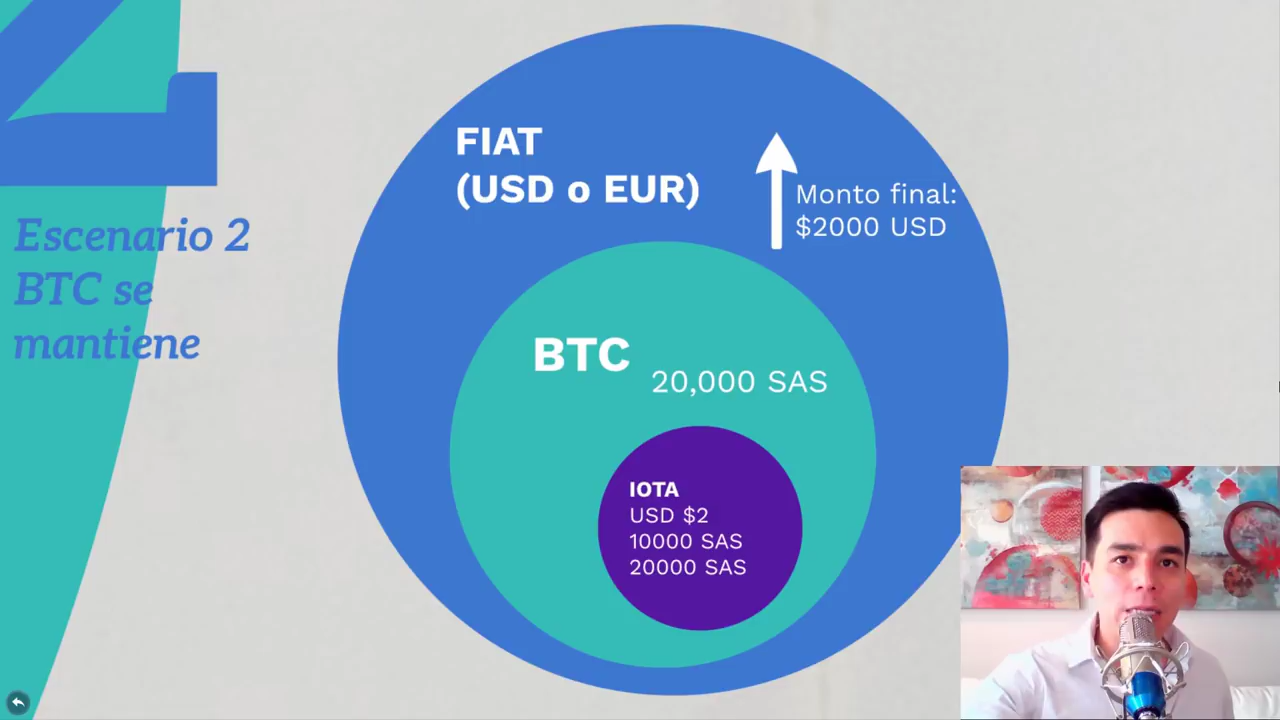 2
Escenario 2
BTC se
mantiene
FIAT
(USD o EUR)
Monto final:
$2000 USD
BTC
20,000 SAS
IOTA
USD $2
10000 SAS
20000 SAS